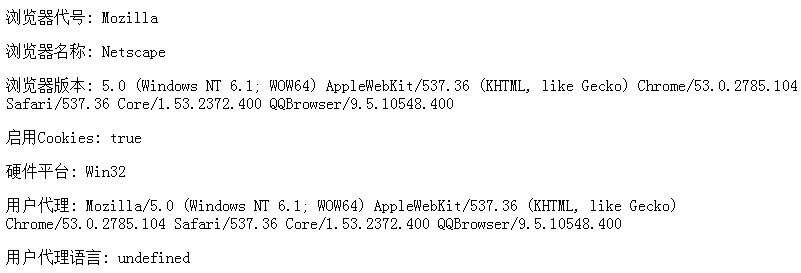 浏览器代号: Mozilla
浏览器名称: Netscape
浏览器版本: 5.0 (Windows NT 6.1; WOW64) AppleWebKit/537.36 (KHTML, like Gecko) Chrome/53.0.2785.104
Safari/537.36 Core/1.53.2372.400 QQBrowser/9.5.10548.400
启用Cookies: true
硬件平台: Win32
用户代理: Mozilla/5.0 (Windows NT 6.1; WOW64) AppleWebKit/537.36 (KHTML, like Gecko)
Chrome/53.0.2785.104 Safari/537.36 Core/1.53.2372.400 QQBrowser/9.5.10548.400
用户代理语言: undefined